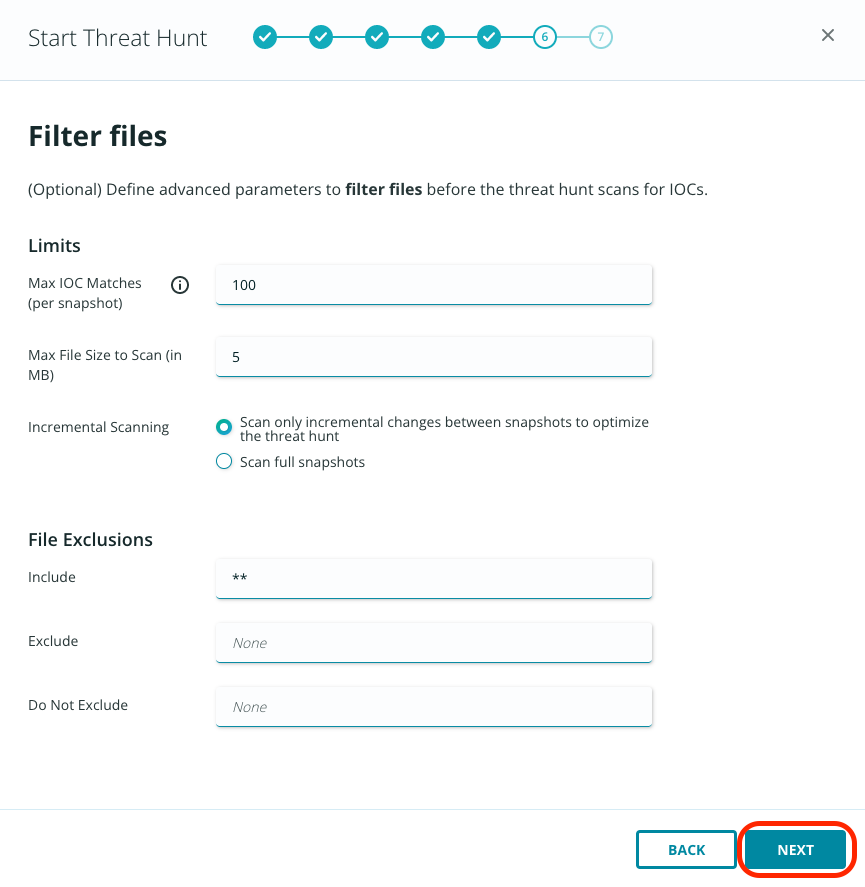 Start Threat Hunt
6
7
Filter files
(Optional) Define advanced parameters to filter files before the threat hunt scans for IOCs.
Limits
Max IOC Matches
(per snapshot)
100
Max File Size to Scan (in
MB)
5
Incremental Scanning
Scan only incremental changes between snapshots to optimize
the threat hunt
Scan full snapshots
File Exclusions
Include
**
Exclude
None
Do Not Exclude
None
BACK
NEXT